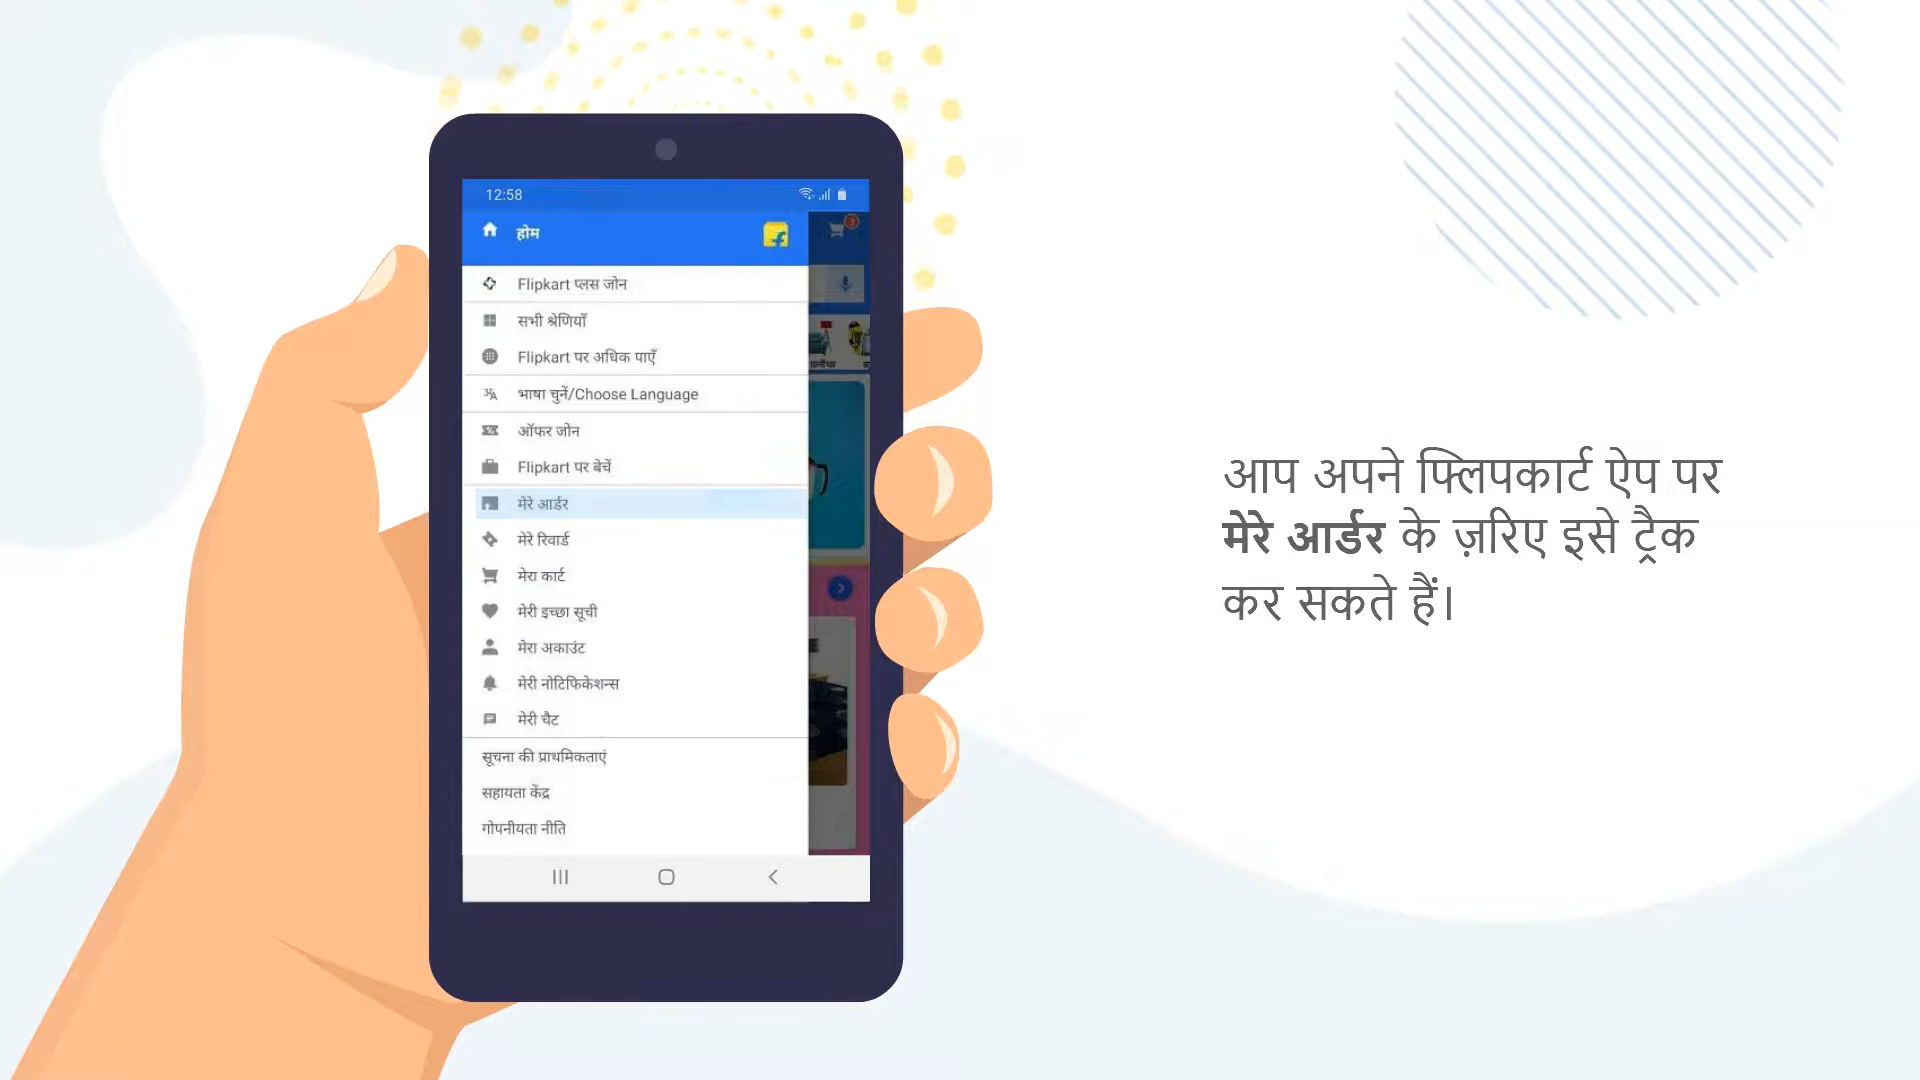 12:58
होम
Flipkart प्लस जोन
सभी श्रेणियाँ
Flipkart पर अधिक पाएँ
भाषा चुनें/Choose Language
ऑफर जोन
Flipkart पर बेचें
मेरे आर्डर
मेरे रिवार्ड
मेरा कार्ट
मेरी इच्छा सूची
मेरा अकाउंट
मेरी नोटिफिकेशन्स
मेरी चैट
सूचना की प्राथमिकताएं
सहायता केंद्र
गोपनीयता नीति
आप अपने फ्लिपकार्ट ऐप पर
मेरे आर्डर के ज़रिए इसे ट्रैक
कर सकते हैं।